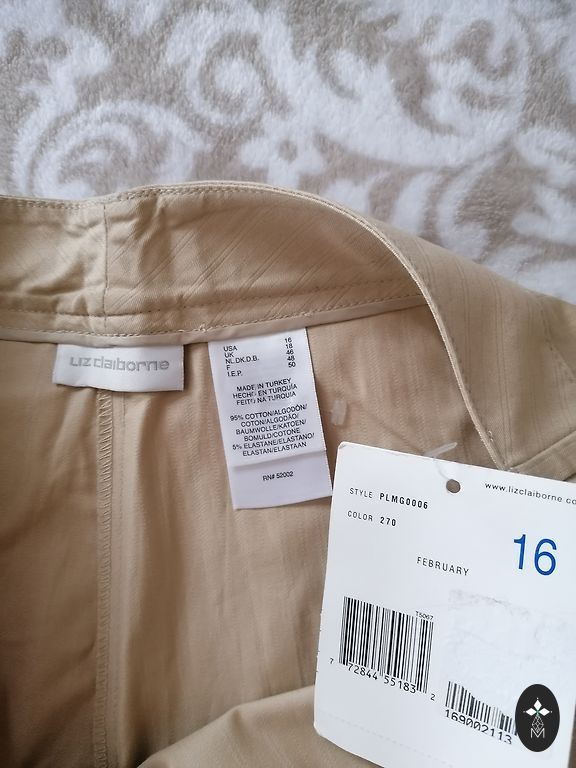 Liz claiborne
USA 16
UK 18
NL.DK.D.B. 46
F 48
I.E.P. 50
MADE IN TURKEY
HECHO EN TURQUÍA
FEITO NA TURQUIA
95% COTTON/ALGODÓN/
COTON/ALGODÃO/
BAUMWOLLE/KATOEN/
BOMULD/COTONE
5% ELASTANE/ELASTANO/
ELASTAN/ELASTAAN
RN# 52002
www.lizclaiborne.co
STYLE PLMG0006
COLOR 270
16
FEBRUARY
T5067
7 72844 55183 2
169002113
M